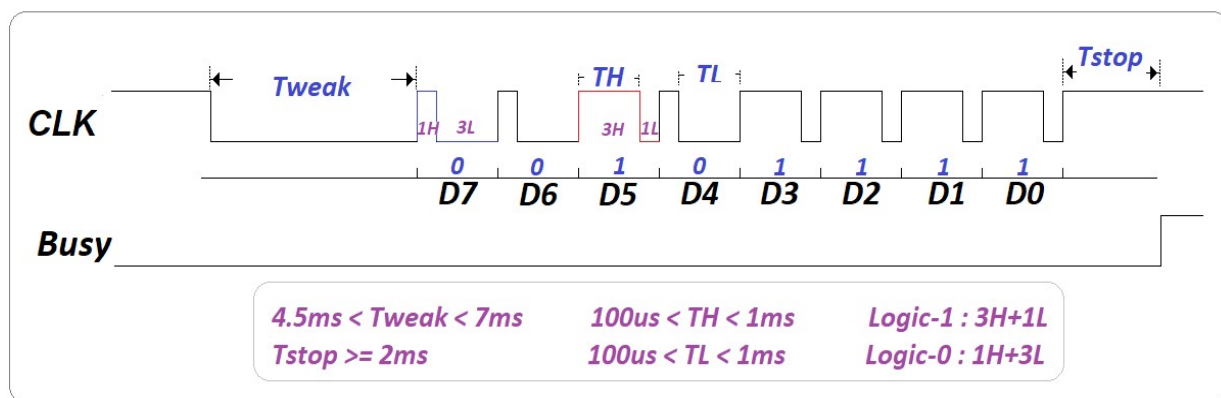 Tweak TH TL Tstop
CLK 1H 3L 3H 1L
0 0 1 0 1 1 1 1
D7 D6 D5 D4 D3 D2 D1 D0
Busy
4.5ms < Tweak < 7ms 100us < TH < 1ms Logic-1 : 3H+1L
Tstop >= 2ms 100us < TL < 1ms Logic-0 : 1H+3L